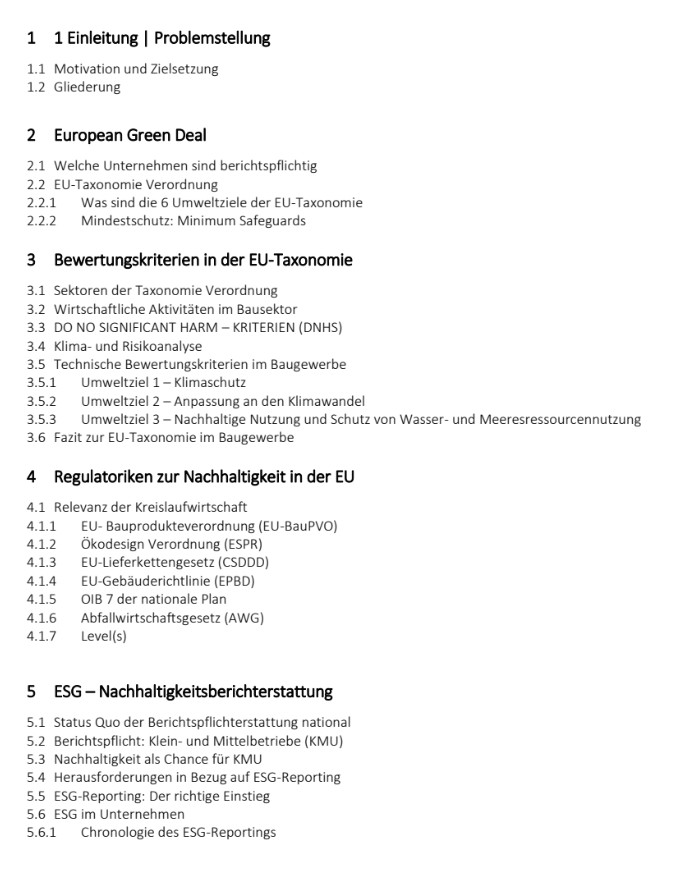 1 1 Einleitung | Problemstellung
1.1 Motivation und Zielsetzung
1.2 Gliederung
2 European Green Deal
2.1 Welche Unternehmen sind berichtspflichtig
2.2 EU-Taxonomie Verordnung
2.2.1 Was sind die 6 Umweltziele der EU-Taxonomie
2.2.2 Mindestschutz: Minimum Safeguards
3 Bewertungskriterien in der EU-Taxonomie
3.1 Sektoren der Taxonomie Verordnung
3.2 Wirtschaftliche Aktivitäten im Bausektor
3.3 DO NO SIGNIFICANT HARM – KRITERIEN (DNHS)
3.4 Klima- und Risikoanalyse
3.5 Technische Bewertungskriterien im Baugewerbe
3.5.1 Umweltziel 1 – Klimaschutz
3.5.2 Umweltziel 2 – Anpassung an den Klimawandel
3.5.3 Umweltziel 3 – Nachhaltige Nutzung und Schutz von Wasser- und Meeresressourcennutzung
3.6 Fazit zur EU-Taxonomie im Baugewerbe
4 Regulatoriken zur Nachhaltigkeit in der EU
4.1 Relevanz der Kreislaufwirtschaft
4.1.1 EU- Bauprodukteverordnung (EU-BauPVO)
4.1.2 Ökodesign Verordnung (ESPR)
4.1.3 EU-Lieferkettengesetz (CSDDD)
4.1.4 EU-Gebäuderichtlinie (EPBD)
4.1.5 OIB 7 der nationale Plan
4.1.6 Abfallwirtschaftsgesetz (AWG)
4.1.7 Level(s)
5 ESG – Nachhaltigkeitsberichterstattung
5.1 Status Quo der Berichtspflichterstattung national
5.2 Berichtspflicht: Klein- und Mittelbetriebe (KMU)
5.3 Nachhaltigkeit als Chance für KMU
5.4 Herausforderungen in Bezug auf ESG-Reporting
5.5 ESG-Reporting: Der richtige Einstieg
5.6 ESG im Unternehmen
5.6.1 Chronologie des ESG-Reportings